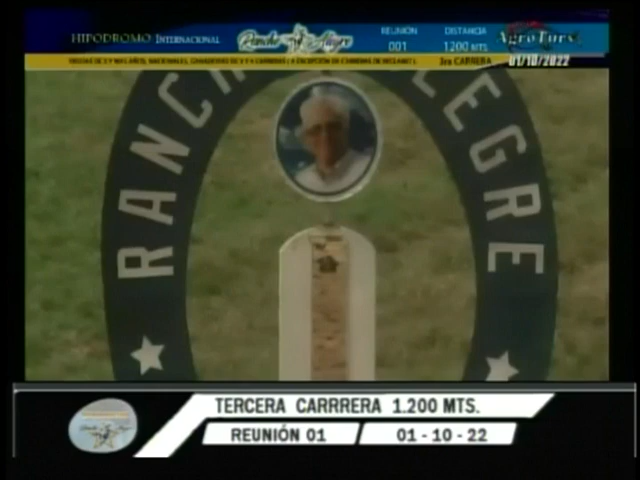 HIPODROMO INTERNACIONAL
Rancho Alegre
REUNIÓN
001
DISTANCIA
1200 MTS.
AgroTurf
3ra CARRERA
01/10/2022
RANCHO ALEGRE
TERCERA CARRRERA 1.200 MTS.
REUNIÓN 01
01 - 10 - 22